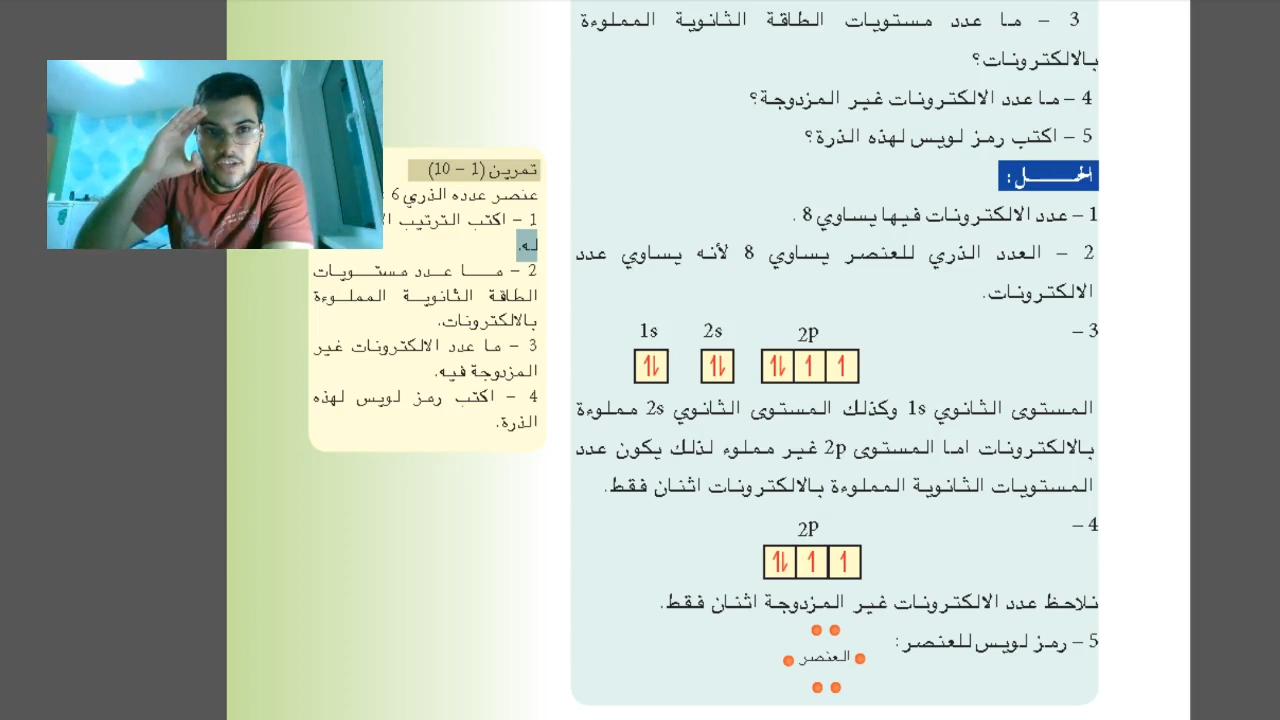 3 – ما عدد مستويات الطاقة الثانوية المملوءة
بالالكترونات؟
4 – ما عدد الالكترونات غير المزدوجة؟
5 – اكتب رمز لويس لهذه الذرة؟
الحل :
1 – عدد الالكترونات فيها يساوي 8 .
2 – العدد الذري للعنصر يساوي 8 لأنه يساوي عدد
الالكترونات.
3 –
1s 2s 2p
المستوى الثانوي 1s وكذلك المستوى الثانوي 2s مملوءة
بالالكترونات اما المستوى 2p غير مملوء لذلك يكون عدد
المستويات الثانوية المملوءة بالالكترونات اثنان فقط.
4 –
2p
نلاحظ عدد الالكترونات غير المزدوجة اثنان فقط.
5 – رمز لويس للعنصر:
العنصر
تمرين (1 – 10)
عنصر عدده الذري 6
1 – اكتب الترتيب
له.
2 – ما عدد مستويات
الطاقة الثانوية المملوءة
بالالكترونات.
3 – ما عدد الالكترونات غير
المزدوجة فيه.
4 – اكتب رمز لويس لهذه
الذرة.